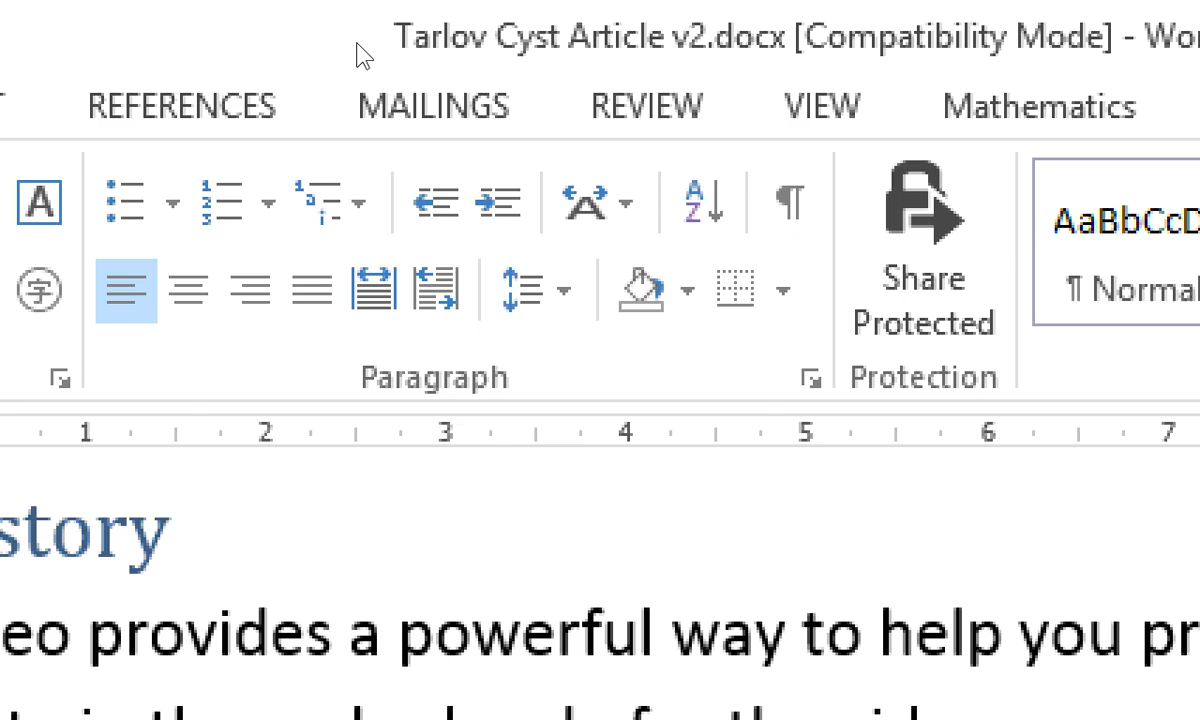 Tarlov Cyst Article v2.docx [Compatibility Mode] - Wor
REFERENCES MAILINGS REVIEW VIEW Mathematics
A
AaBbCcD
字
Share
Protected
¶ Normal
Paragraph
Protection
1 2 3 4 5 6 7
story
eo provides a powerful way to help you pr